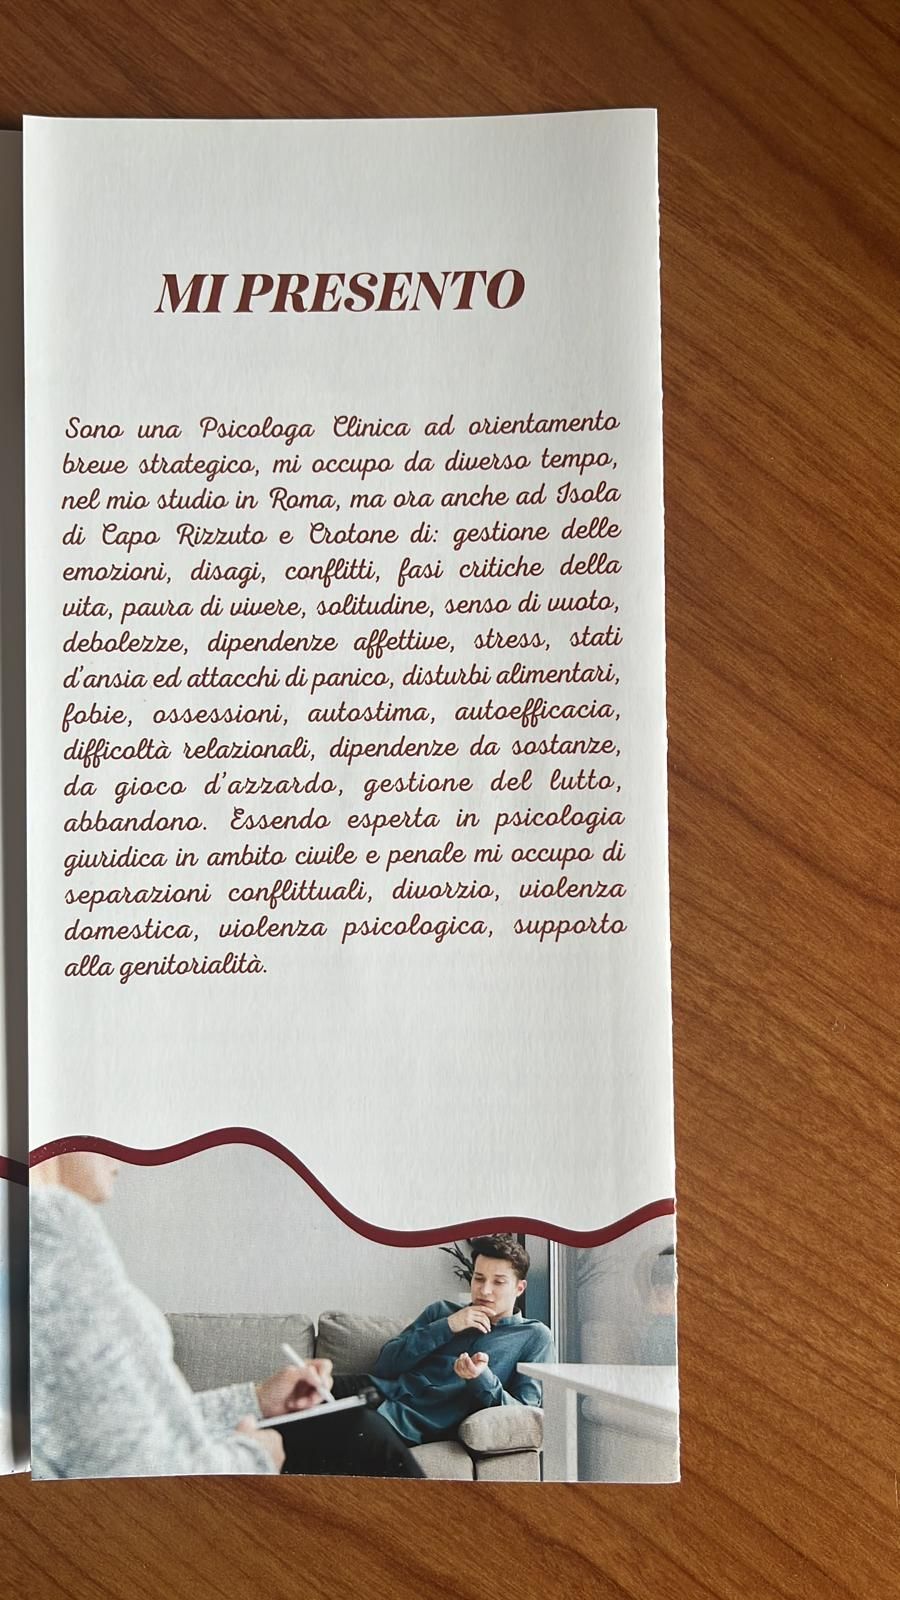 MI PRESENTO
Sono una Psicologa Clinica ad orientamento
breve strategico, mi occupo da diverso tempo,
nel mio studio in Roma, ma ora anche ad Isola
di Capo Rizzuto e Crotone di: gestione delle
emozioni, disagi, conflitti, fasi critiche della
vita, paura di vivere, solitudine, senso di vuoto,
debolezze, dipendenze affettive, stress, stati
d'ansia ed attacchi di panico, disturbi alimentari,
fobie, ossessioni, autostima, autoefficacia,
difficoltà relazionali, dipendenze da sostanze,
da gioco d'azzardo, gestione del lutto,
abbandono. Essendo esperta in psicologia
giuridica in ambito civile e penale mi occupo di
separazioni conflittuali, divorzio, violenza
domestica, violenza psicologica, supporto
alla genitorialità.